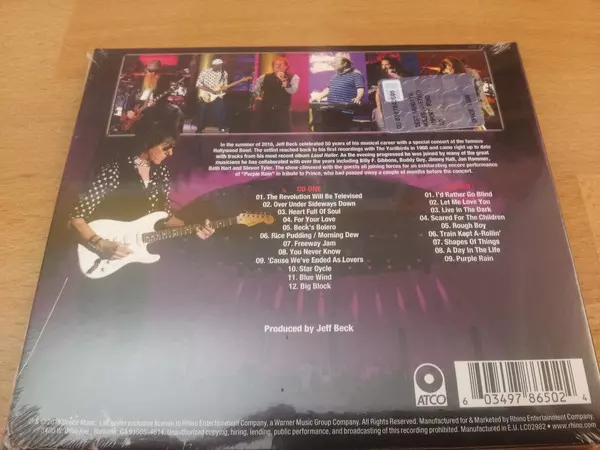 In the summer of 2016, Jeff Beck celebrated 50 years of his musical career with a special concert at the famous
Hollywood Bowl. The setlist reached back to his first recordings with The Yardbirds in 1966 and came right up to date
with tracks from his most recent album Loud Hailer. As the evening progressed he was joined by many of the great
musicians he has collaborated with over the years including Billy F. Gibbons, Buddy Guy, Jimmy Hall, Jan Hammer,
Beth Hart and Steven Tyler. The show climaxed with the guests all joining forces for an exhilarating encore performance
of "Purple Rain" in tribute to Prince, who had passed away a couple of months before the concert.
CD ONE
01. The Revolution Will Be Televised
02. Over Under Sideways Down
03. Heart Full Of Soul
04. For Your Love
05. Beck's Bolero
06. Rice Pudding / Morning Dew
07. Freeway Jam
08. You Never Know
09. 'Cause We've Ended As Lovers
10. Star Cycle
11. Blue Wind
12. Big Block
01. I'd Rather Go Blind
02. Let Me Love You
03. Live in The Dark
04. Scared For The Children
05. Rough Boy
06. Train Kept A-Rollin'
07. Shapes Of Things
08. A Day In The Life
09. Purple Rain
Produced by Jeff Beck
ATCO
6 03497 86502 4
under exclusive license to Rhino Entertainment Company, a Warner Music Group Company. All Rights Reserved. Manufactured for & Marketed by Rhino Entertainment Company,
CA 91505-4614. Unauthorized copying, hiring, lending, public performance, and broadcasting of this recording prohibited. Made in E.U. LC02982 • www.rhino.com